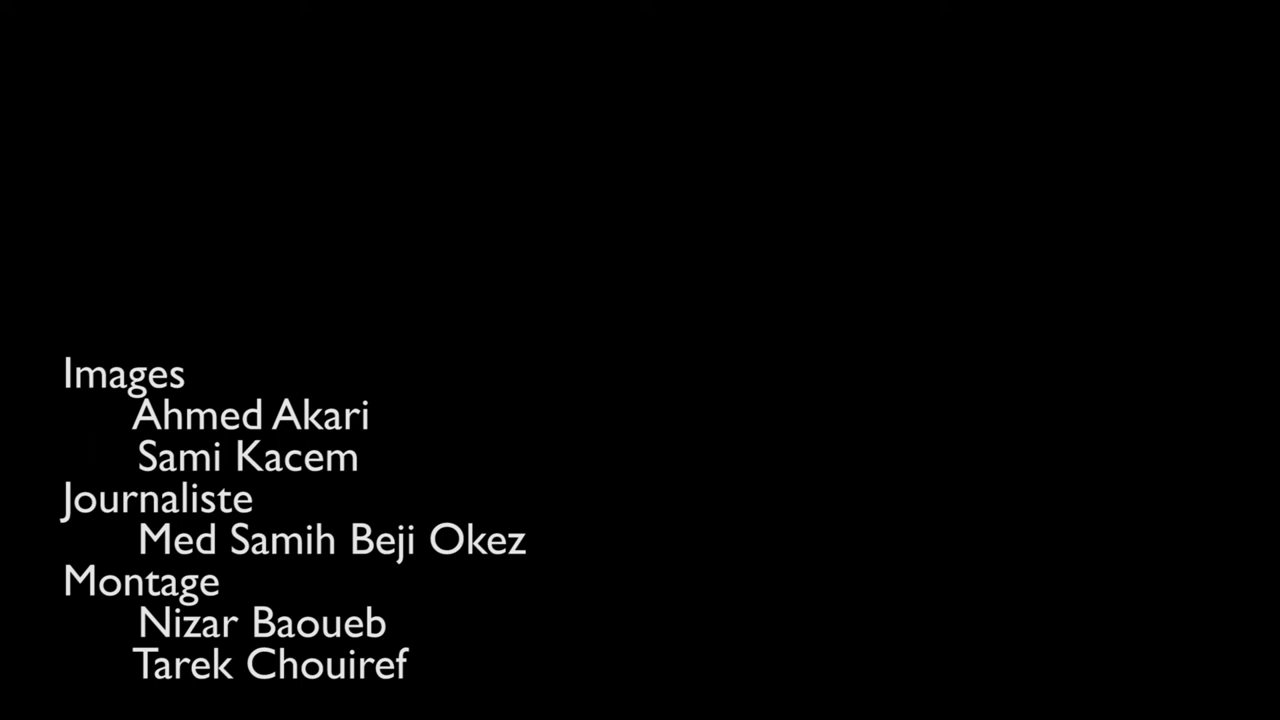 Images
Ahmed Akari
Sami Kacem
Journaliste
Med Samih Beji Okez
Montage
Nizar Baoueb
Tarek Chouiref